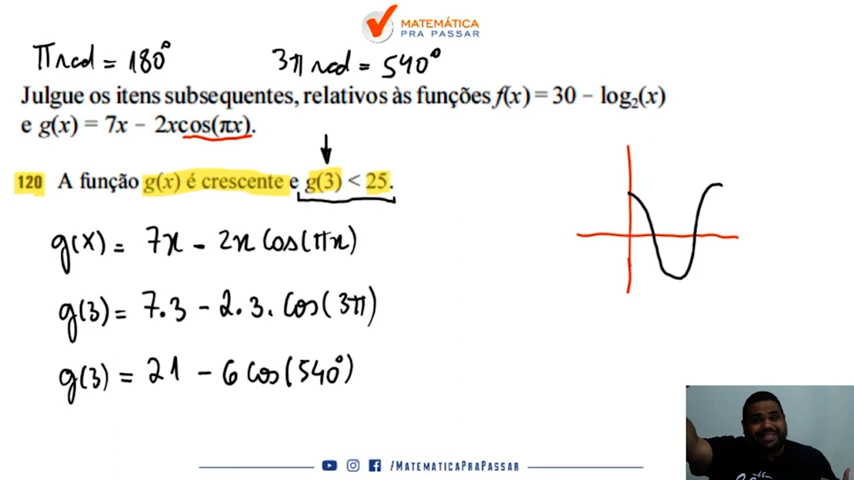 MATEMÁTICA
PRA PASSAR
π rad = 180° 3π rad = 540°
Julgue os itens subsequentes, relativos às funções f(x) = 30 − log₂(x)
e g(x) = 7x − 2xcos(πx).
120 A função g(x) é crescente e g(3) < 25.
g(x) = 7x − 2x cos(πx)
g(3) = 7.3 − 2.3. cos(3π)
g(3) = 21 − 6 cos(540°)
/MATEMATICAPRAPASSAR